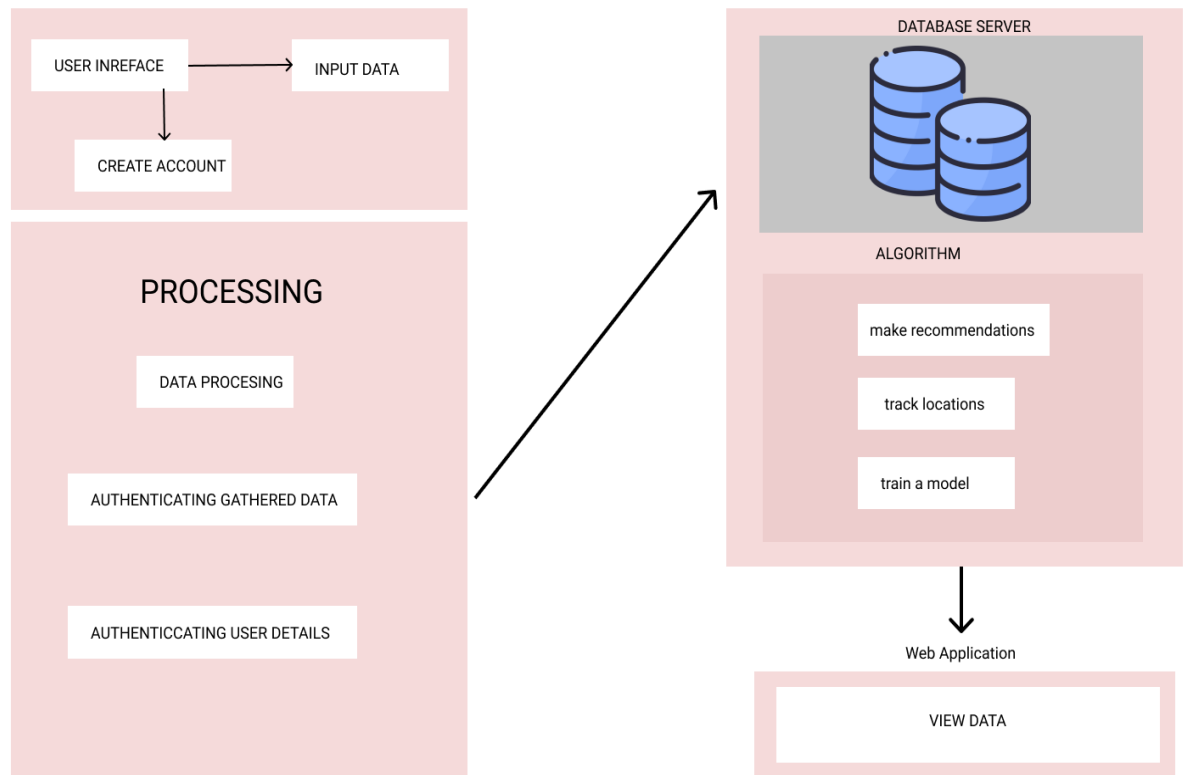 USER INREFACE
INPUT DATA
CREATE ACCOUNT
PROCESSING
DATA PROCESING
AUTHENTICATING GATHERED DATA
AUTHENTICCATING USER DETAILS
DATABASE SERVER
ALGORITHM
make recommendations
track locations
train a model
Web Application
VIEW DATA